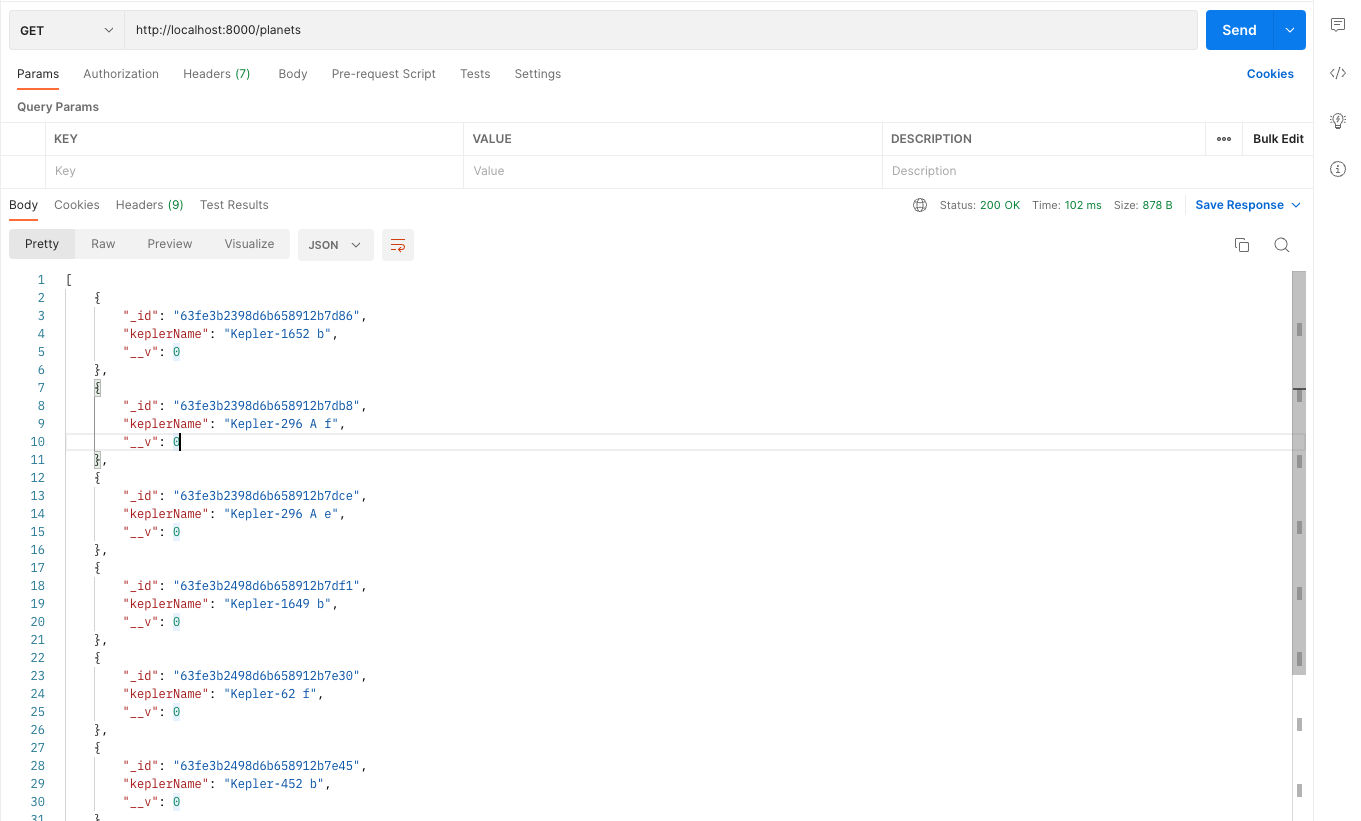 GET http://localhost:8000/planets Send
Params Authorization Headers (7) Body Pre-request Script Tests Settings Cookies
Query Params
KEY VALUE DESCRIPTION ooo Bulk Edit
Key Value Description
Body Cookies Headers (9) Test Results Status: 200 OK Time: 102 ms Size: 878 B Save Response
Pretty Raw Preview Visualize JSON
1 [
2 {
3 "_id": "63fe3b2398d6b658912b7d86",
4 "keplerName": "Kepler-1652 b",
5 "__v": 0
6 },
7 {
8 "_id": "63fe3b2398d6b658912b7db8",
9 "keplerName": "Kepler-296 A f",
10 "__v": 0
11 },
12 {
13 "_id": "63fe3b2398d6b658912b7dce",
14 "keplerName": "Kepler-296 A e",
15 "__v": 0
16 },
17 {
18 "_id": "63fe3b2498d6b658912b7df1",
19 "keplerName": "Kepler-1649 b",
20 "__v": 0
21 },
22 {
23 "_id": "63fe3b2498d6b658912b7e30",
24 "keplerName": "Kepler-62 f",
25 "__v": 0
26 },
27 {
28 "_id": "63fe3b2498d6b658912b7e45",
29 "keplerName": "Kepler-452 b",
30 "__v": 0
31 }